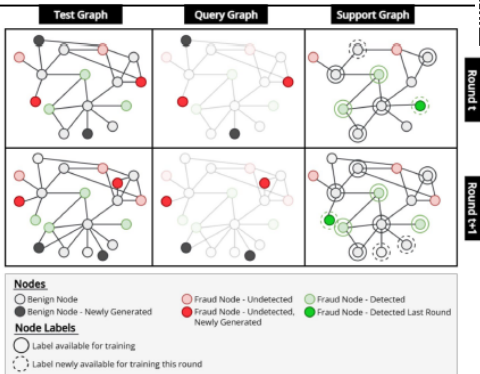 Test Graph
Query Graph
Support Graph
Round t
Round t+1
Nodes
Benign Node
Benign Node - Newly Generated
Fraud Node - Undetected
Fraud Node - Undetected,
Newly Generated
Fraud Node - Detected
Fraud Node - Detected Last Round
Node Labels
Label available for training
Label newly available for training this round